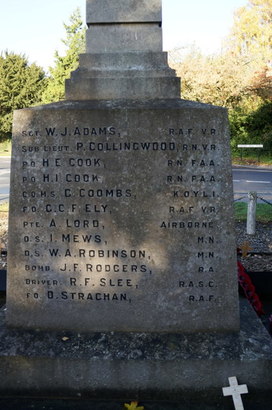 SGT. W. J. ADAMS, R.A.F. V.R.
SUB LIEUT. P. COLLINGWOOD, R.N. V.R.
P.O. H. E. COOK, R.N. F.A.A.
P.O. H. I. COOK R.N. F.A.A.
C.Q.M.S. C. COOMBS, K.O.Y.L.I.
F.O. G. C. F. ELY, R.A.F. V.R.
PTE. A. LORD, AIRBORNE
O.S. I. MEWS, M.N.
O.S. W. A. ROBINSON, M.N.
BOMB. J. F. RODGERS, R.A.
DRIVER. R. F. SLEE, R.A.S.C.
F.O. D. STRACHAN, R.A.F.